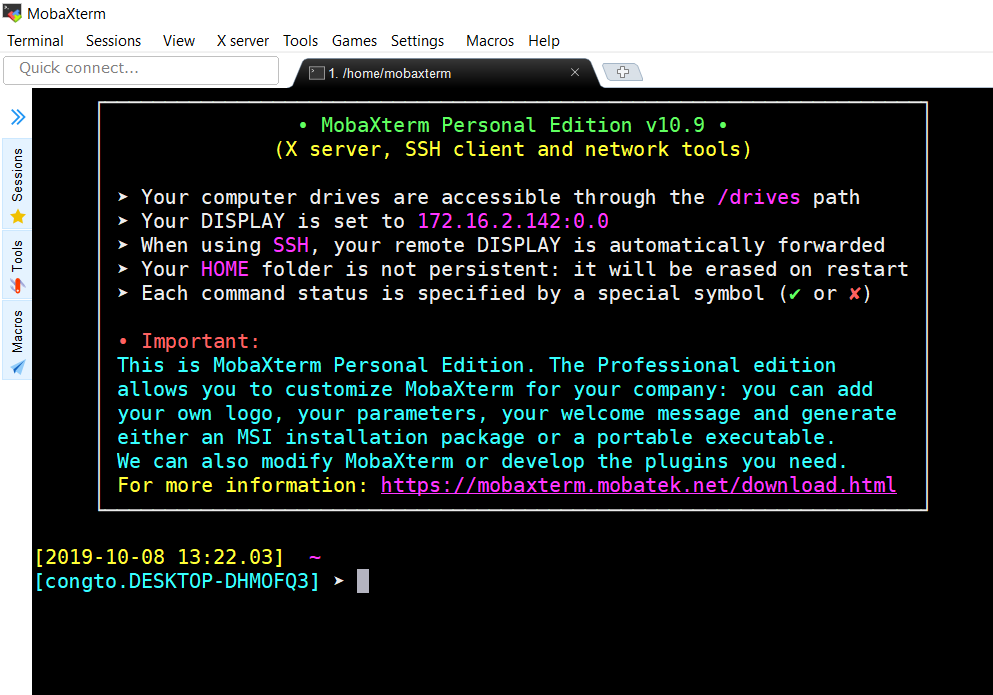 MobaXterm
Terminal Sessions View X server Tools Games Settings Macros Help
Quick connect...
1. /home/mobaxterm
Sessions
Tools
Macros
• MobaXterm Personal Edition v10.9 •
(X server, SSH client and network tools)
➤ Your computer drives are accessible through the /drives path
➤ Your DISPLAY is set to 172.16.2.142:0.0
➤ When using SSH, your remote DISPLAY is automatically forwarded
➤ Your HOME folder is not persistent: it will be erased on restart
➤ Each command status is specified by a special symbol (✔ or ✘)
• Important:
This is MobaXterm Personal Edition. The Professional edition
allows you to customize MobaXterm for your company: you can add
your own logo, your parameters, your welcome message and generate
either an MSI installation package or a portable executable.
We can also modify MobaXterm or develop the plugins you need.
For more information: https://mobaxterm.mobatek.net/download.html
[2019-10-08 13:22.03] ~
[congto.DESKTOP-DHMOFQ3] ➤